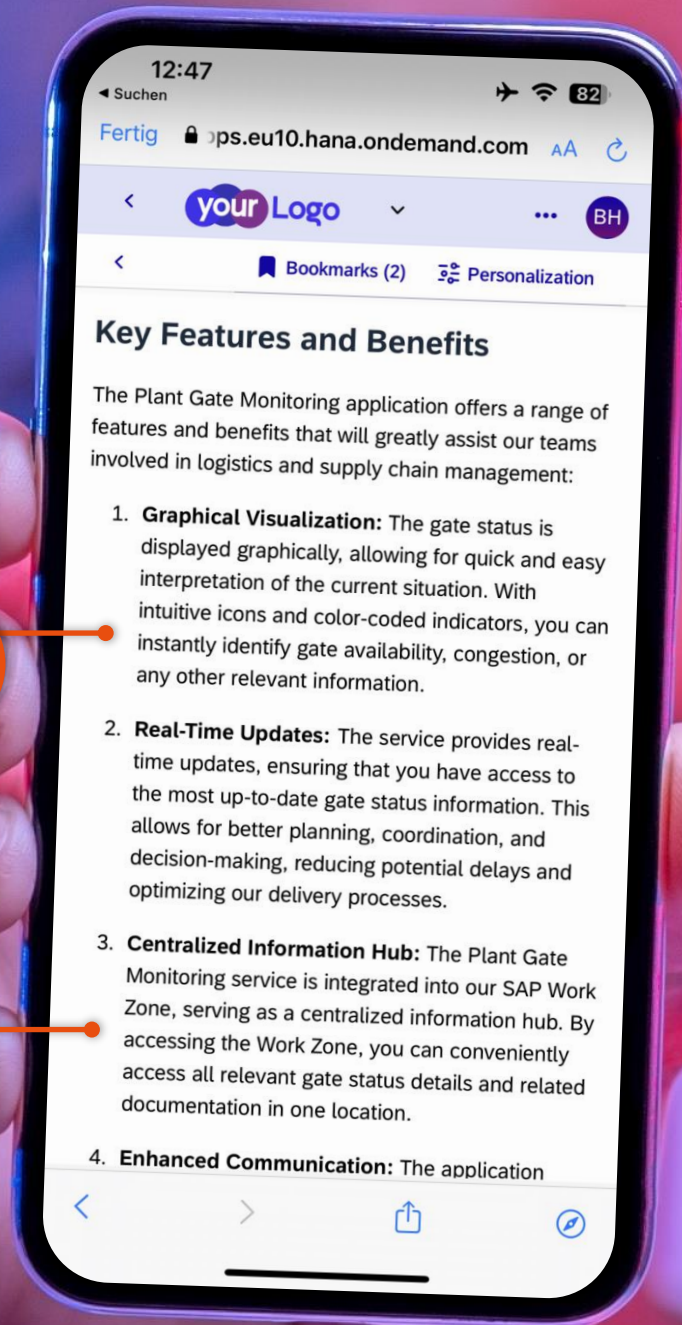 12:47
◀ Suchen
82
Fertig
ps.eu10.hana.ondemand.com AA
your Logo
BH
Bookmarks (2) Personalization
Key Features and Benefits
The Plant Gate Monitoring application offers a range of
features and benefits that will greatly assist our teams
involved in logistics and supply chain management:
1. Graphical Visualization: The gate status is
displayed graphically, allowing for quick and easy
interpretation of the current situation. With
intuitive icons and color-coded indicators, you can
instantly identify gate availability, congestion, or
any other relevant information.
2. Real-Time Updates: The service provides real-
time updates, ensuring that you have access to
the most up-to-date gate status information. This
allows for better planning, coordination, and
decision-making, reducing potential delays and
optimizing our delivery processes.
3. Centralized Information Hub: The Plant Gate
Monitoring service is integrated into our SAP Work
Zone, serving as a centralized information hub. By
accessing the Work Zone, you can conveniently
access all relevant gate status details and related
documentation in one location.
4. Enhanced Communication: The application